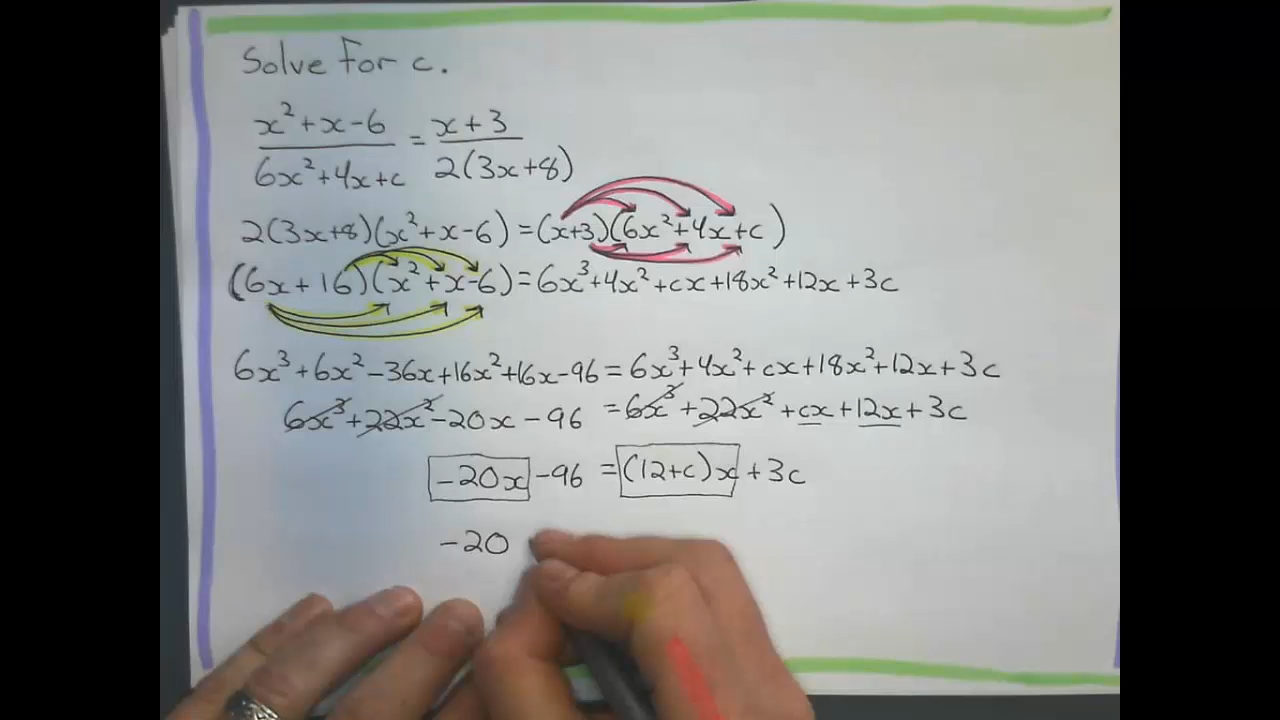 Solve for c.
x²+x-6 / 6x²+4x+c = x+3 / 2(3x+8)
2(3x+8)(x²+x-6)=(x+3)(6x²+4x+c)
(6x+16)(x²+x-6)=6x³+4x²+cx+18x²+12x+3c
6x³+6x²-36x+16x²+16x-96=6x³+4x²+cx+18x²+12x+3c
6x³+22x²-20x-96=6x³+22x²+cx+12x+3c
-20x-96=(12+c)x+3c
-20